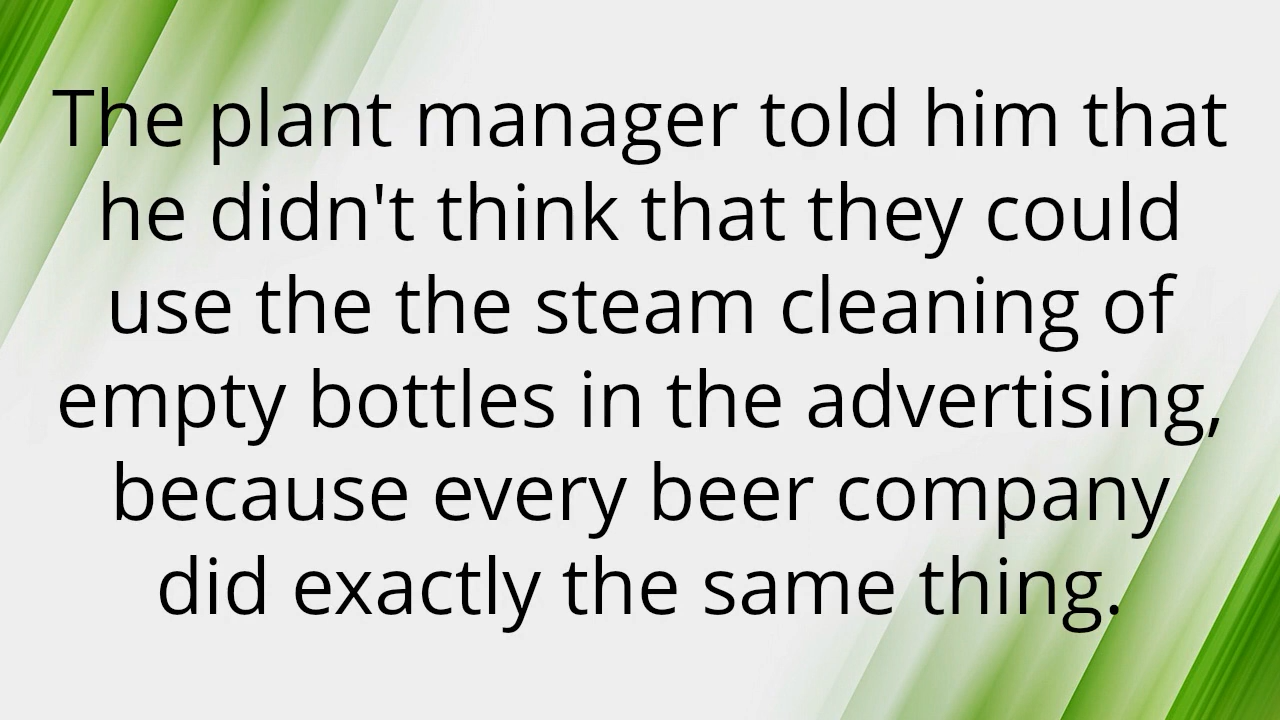 The plant manager told him that
he didn't think that they could
use the the steam cleaning of
empty bottles in the advertising,
because every beer company
did exactly the same thing.